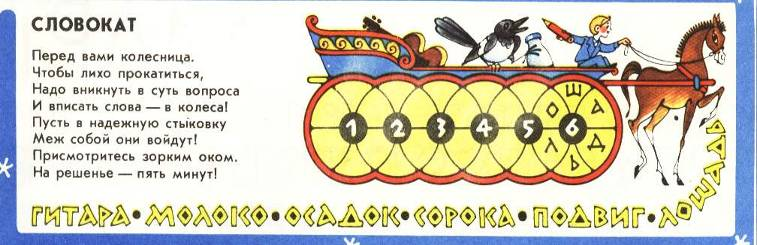 СЛОВОКАТ
Перед вами колесница.
Чтобы лихо прокатиться,
Надо вникнуть в суть вопроса
И вписать слова — в колеса!
Пусть в надежную стыковку
Меж собой они войдут!
Присмотритесь зорким оком.
На решенье — пять минут!
1 2 3 4 5 6
ЛОШАДЬ
ГИТАРА • МОЛОКО • ОСАДОК • СОРОКА • ПОДВИГ • ЛОШАДЬ